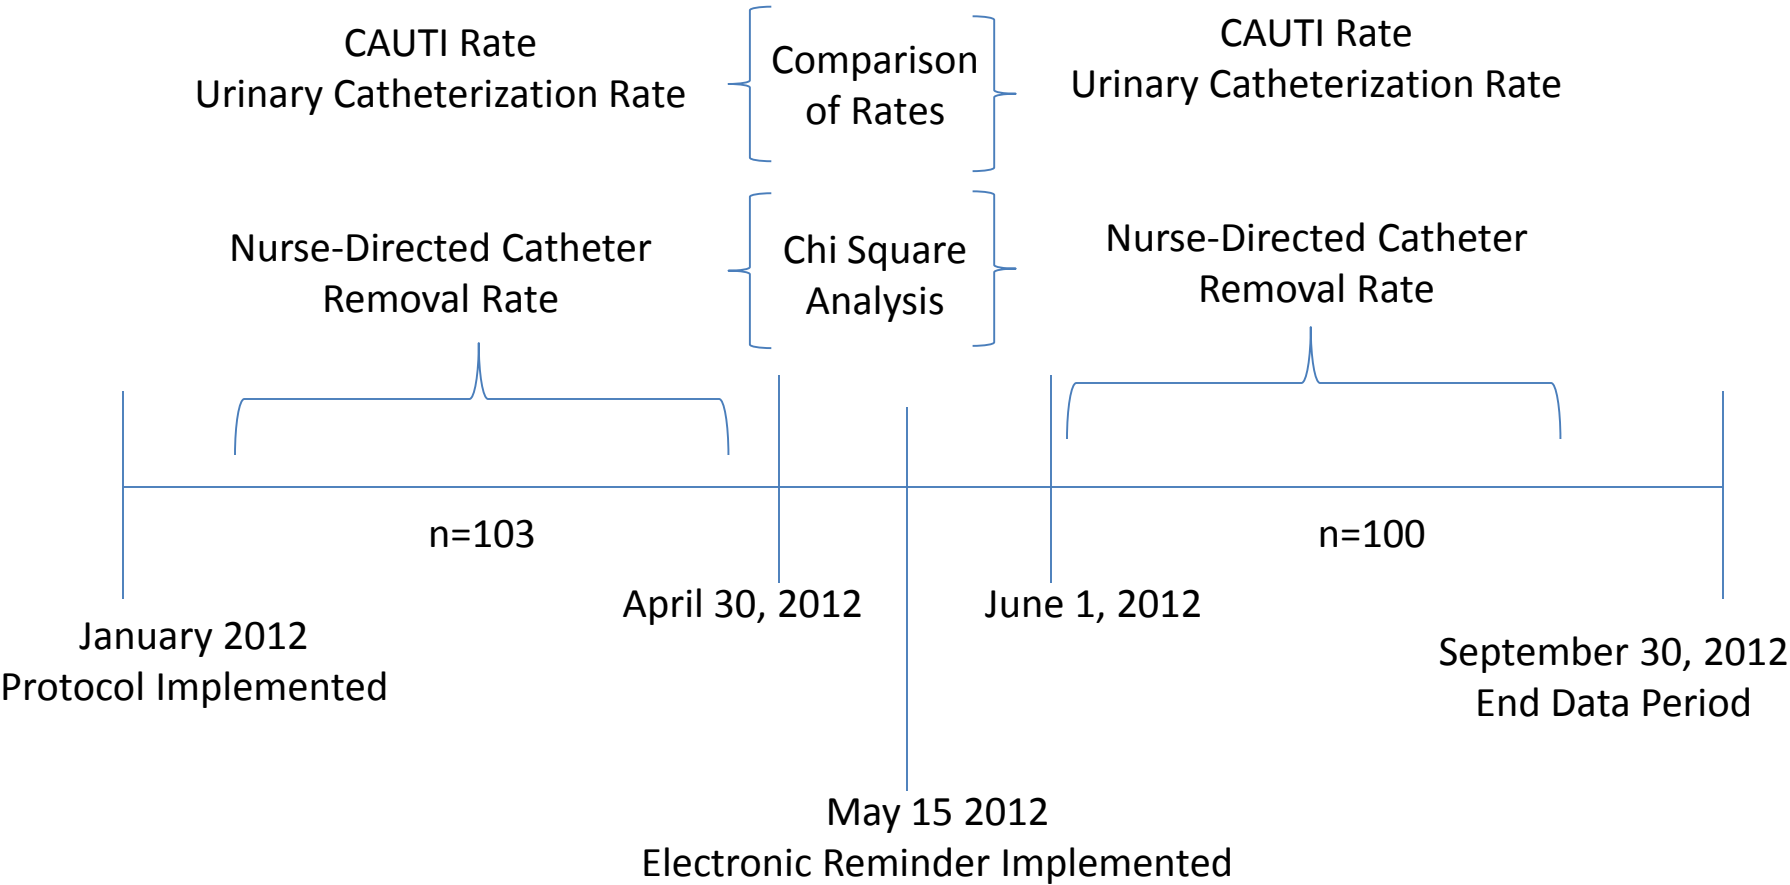 CAUTI Rate
Urinary Catheterization Rate
Comparison
of Rates
CAUTI Rate
Urinary Catheterization Rate
Nurse-Directed Catheter
Removal Rate
Chi Square
Analysis
Nurse-Directed Catheter
Removal Rate
n=103
n=100
January 2012
Protocol Implemented
April 30, 2012
June 1, 2012
September 30, 2012
End Data Period
May 15 2012
Electronic Reminder Implemented